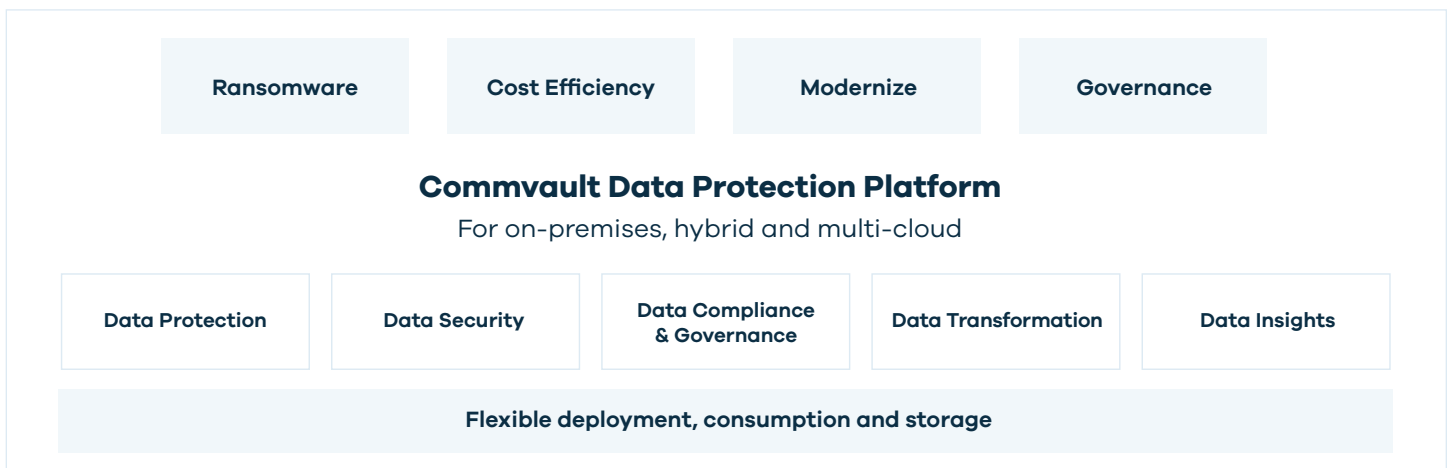 Ransomware
Cost Efficiency
Modernize
Governance
Commvault Data Protection Platform
For on-premises, hybrid and multi-cloud
Data Protection
Data Security
Data Compliance
& Governance
Data Transformation
Data Insights
Flexible deployment, consumption and storage